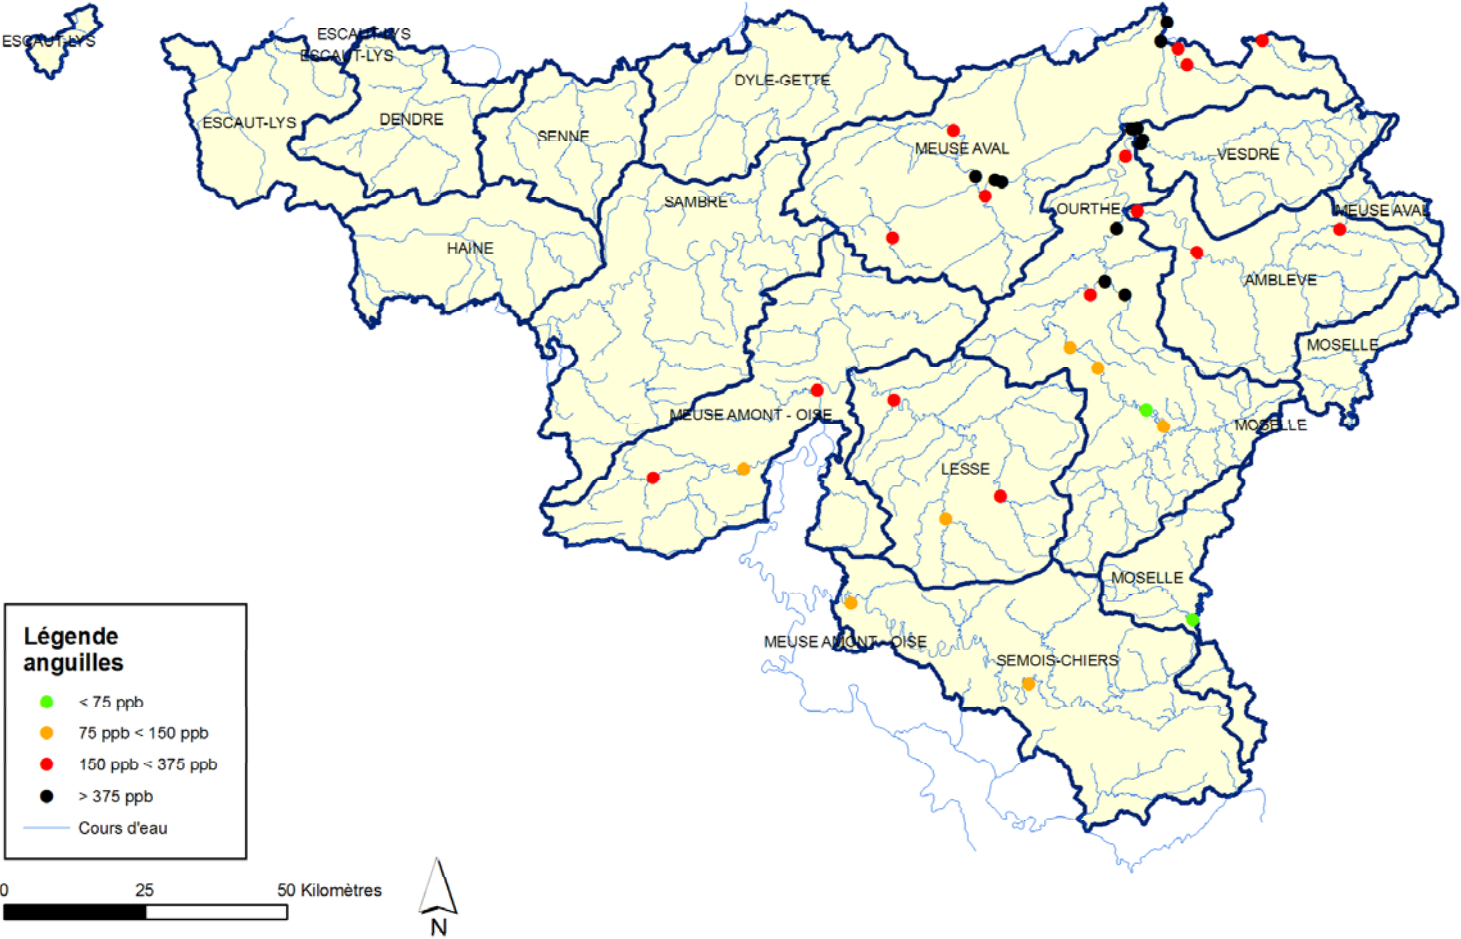 ESCAUT-LYS
ESCAUT-LYS
ESCAUT-LYS
ESCAUT-LYS
DENDRE
SENNE
DYLE-GETTE
MEUSE AVAL
VESDRE
SAMBRE
OURTHE
MEUSE AVAL
HAINE
AMBLEVE
MOSELLE
MEUSE AMONT - OISE
MOSELLE
LESSE
MOSELLE
MEUSE AMONT - OISE
SEMOIS-CHIERS
Légende
anguilles
< 75 ppb
75 ppb < 150 ppb
150 ppb < 375 ppb
> 375 ppb
Cours d'eau
0 25 50 Kilomètres
N